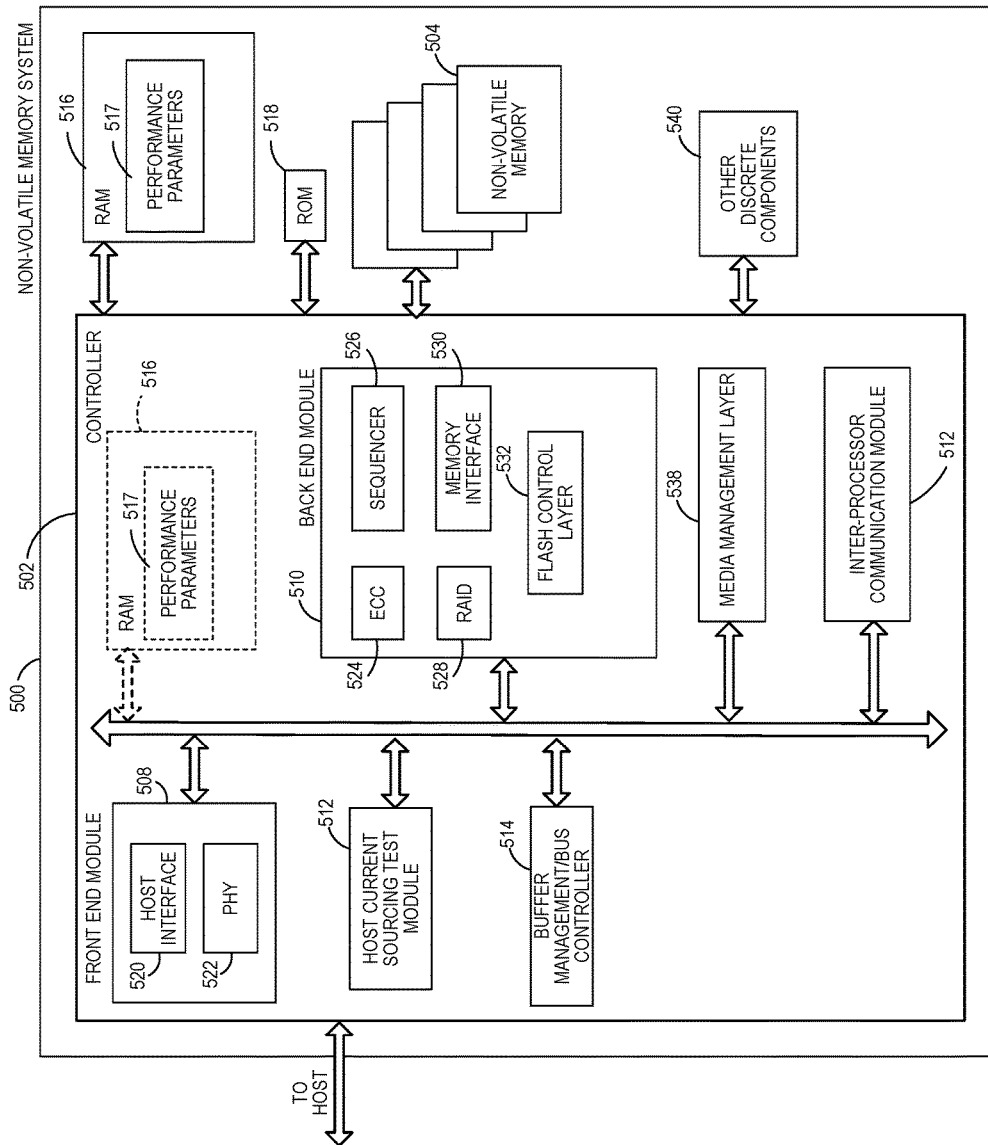 NON-VOLATILE MEMORY SYSTEM
500
502
CONTROLLER
TO
HOST
FRONT END MODULE
508
HOST
INTERFACE
520
PHY
522
512
HOST CURRENT
SOURCING TEST
MODULE
514
BUFFER
MANAGEMENT/BUS
CONTROLLER
516
RAM
517
PERFORMANCE
PARAMETERS
BACK END MODULE
510
ECC
524
SEQUENCER
526
RAID
528
MEMORY
INTERFACE
530
532
FLASH CONTROL
LAYER
MEDIA MANAGEMENT LAYER
538
INTER-PROCESSOR
COMMUNICATION MODULE
512
516
RAM
517
PERFORMANCE
PARAMETERS
518
ROM
504
NON-VOLATILE
MEMORY
540
OTHER
DISCRETE
COMPONENTS